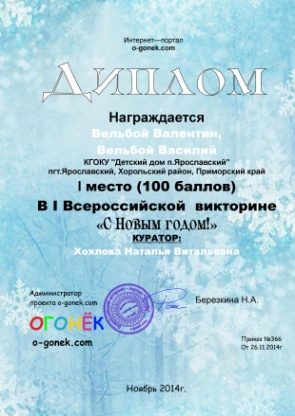 Интернет—портал
o-gonek.com
Диплом
Награждается
Вельбой Валентин,
Вельбой Василий
КГОКУ "Детский дом п.Ярославский"
пгт.Ярославский, Хорольский район, Приморский край
I место (100 баллов)
В I Всероссийской викторине
«С Новым годом!»
КУРАТОР:
Хохлова Наталья Витальевна
Администратор
проекта o-gonek.com
Березкина Н.А.
ОГОНЁК
o-gonek.com
Приказ №366
От 26.11.2014г
Ноябрь 2014г.